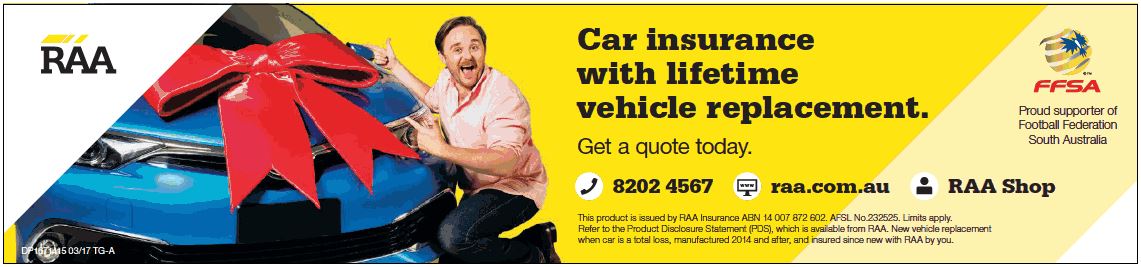 RAA
Car insurance
with lifetime
vehicle replacement.
Get a quote today.
8202 4567
www
raa.com.au
RAA Shop
This product is issued by RAA Insurance ABN 14 007 872 602. AFSL No.232525. Limits apply.
Refer to the Product Disclosure Statement (PDS), which is available from RAA. New vehicle replacement
when car is a total loss, manufactured 2014 and after, and insured since new with RAA by you.
FFSA
Proud supporter of
Football Federation
South Australia